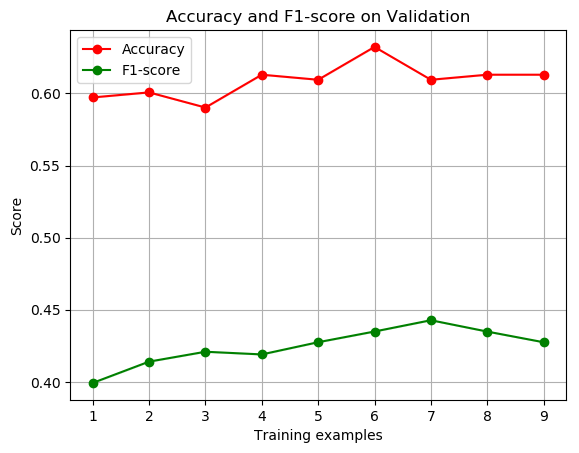 Accuracy and F1-score on Validation
Accuracy
F1-score
0.60
0.55
0.50
0.45
0.40
Score
1 2 3 4 5 6 7 8 9
Training examples